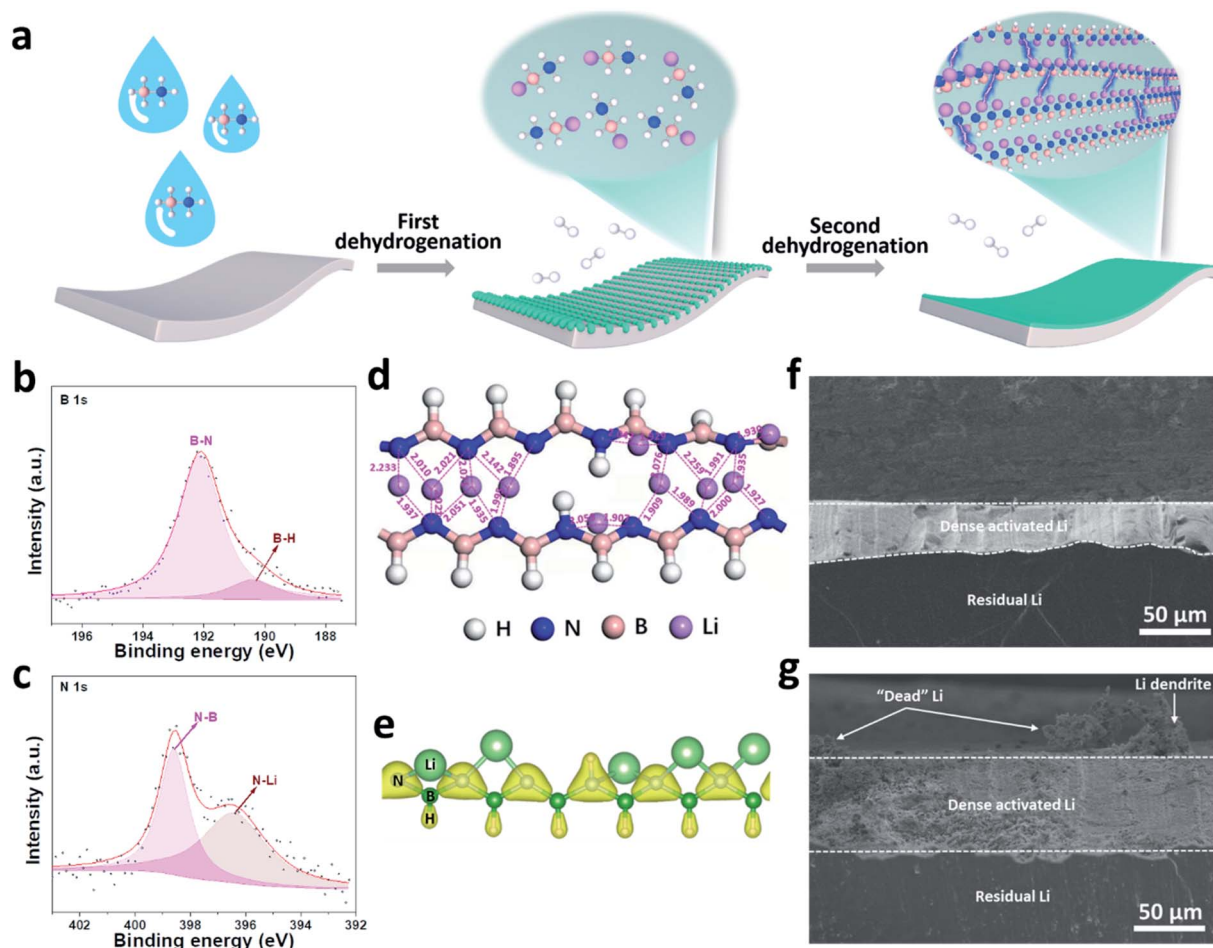 a
First
dehydrogenation
Second
dehydrogenation
b
B 1s
B-N
B-H
Intensity (a.u.)
196 194 192 190 188
Binding energy (eV)
c
N 1s
N-B
N-Li
Intensity (a.u.)
402 400 398 396 394 392
Binding energy (eV)
d
1.930
2.233
2.010
2.021
2.142
1.895
2.259
1.991
1.935
1.937
2.051
1.935
1.909
1.989
2.000
1.927
H N B Li
e
Li
N
B
H
f
Dense activated Li
Residual Li
50 μm
g
“Dead” Li
Li dendrite
Dense activated Li
Residual Li
50 μm